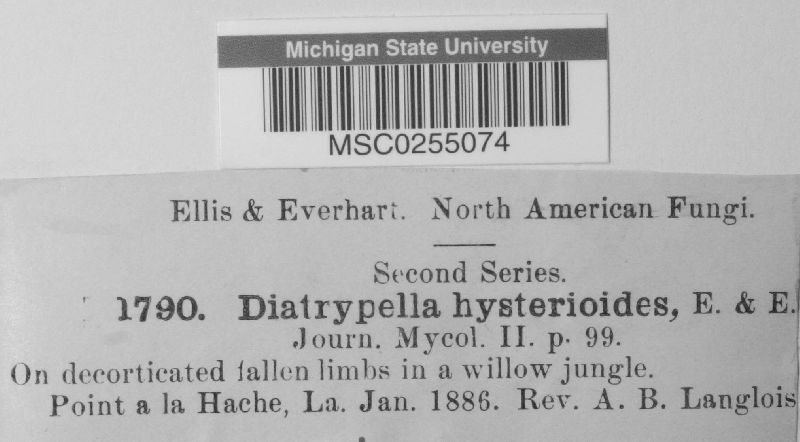 Michigan State University
MSC0255074
Ellis & Everhart. North American Fungi.
Second Series.
1790. Diatrypella hysterioides, E. & E.
Journ. Mycol. II. p. 99.
On decorticated fallen limbs in a willow jungle.
Point a la Hache, La. Jan. 1886. Rev. A. B. Langlois